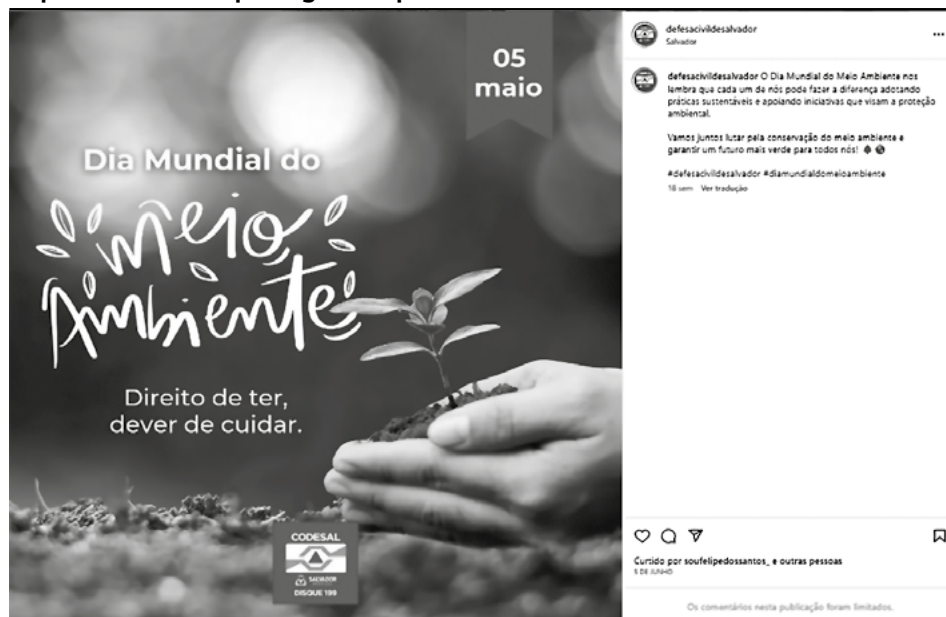 05
maio
Dia Mundial do
Meio
Ambiente
Direito de ter,
dever de cuidar.
CODESAL
SALVADOR
DISQUE 199
defesacivildesalvador
Salvador
defesacivildesalvador O Dia Mundial do Meio Ambiente nos
lembra que cada um de nós pode fazer a diferença adotando
práticas sustentáveis e apoiando iniciativas que visam a proteção
ambiental.
Vamos juntos lutar pela conservação do meio ambiente e
garantir um futuro mais verde para todos nós!
#defesacivildesalvador #diamundialdomeioambiente
18 sem Ver tradução
Curtido por soufelipedossantos_ e outras pessoas
5 DE JUNHO
Os comentários nesta publicação foram limitados.